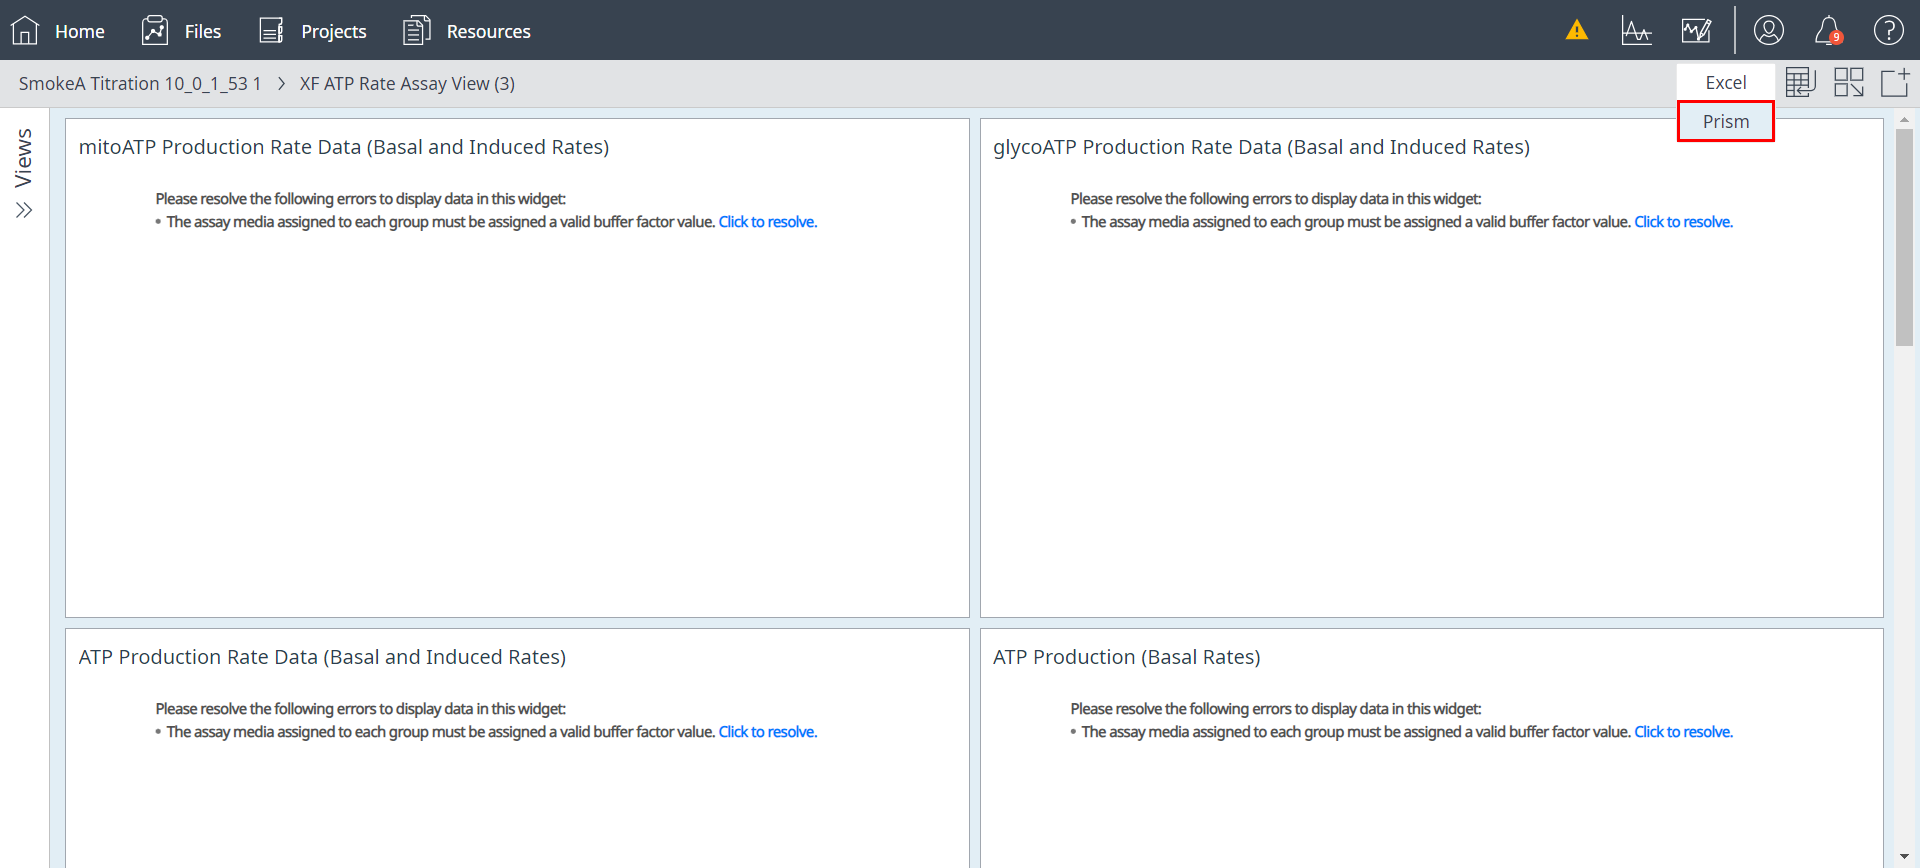 Home Files Projects Resources 9 ?
SmokeA Titration 10_0_1_53 1 > XF ATP Rate Assay View (3) Excel
Prism
Views
mitoATP Production Rate Data (Basal and Induced Rates)
Please resolve the following errors to display data in this widget:
• The assay media assigned to each group must be assigned a valid buffer factor value. Click to resolve.
glycoATP Production Rate Data (Basal and Induced Rates)
Please resolve the following errors to display data in this widget:
• The assay media assigned to each group must be assigned a valid buffer factor value. Click to resolve.
ATP Production Rate Data (Basal and Induced Rates)
Please resolve the following errors to display data in this widget:
• The assay media assigned to each group must be assigned a valid buffer factor value. Click to resolve.
ATP Production (Basal Rates)
Please resolve the following errors to display data in this widget:
• The assay media assigned to each group must be assigned a valid buffer factor value. Click to resolve.